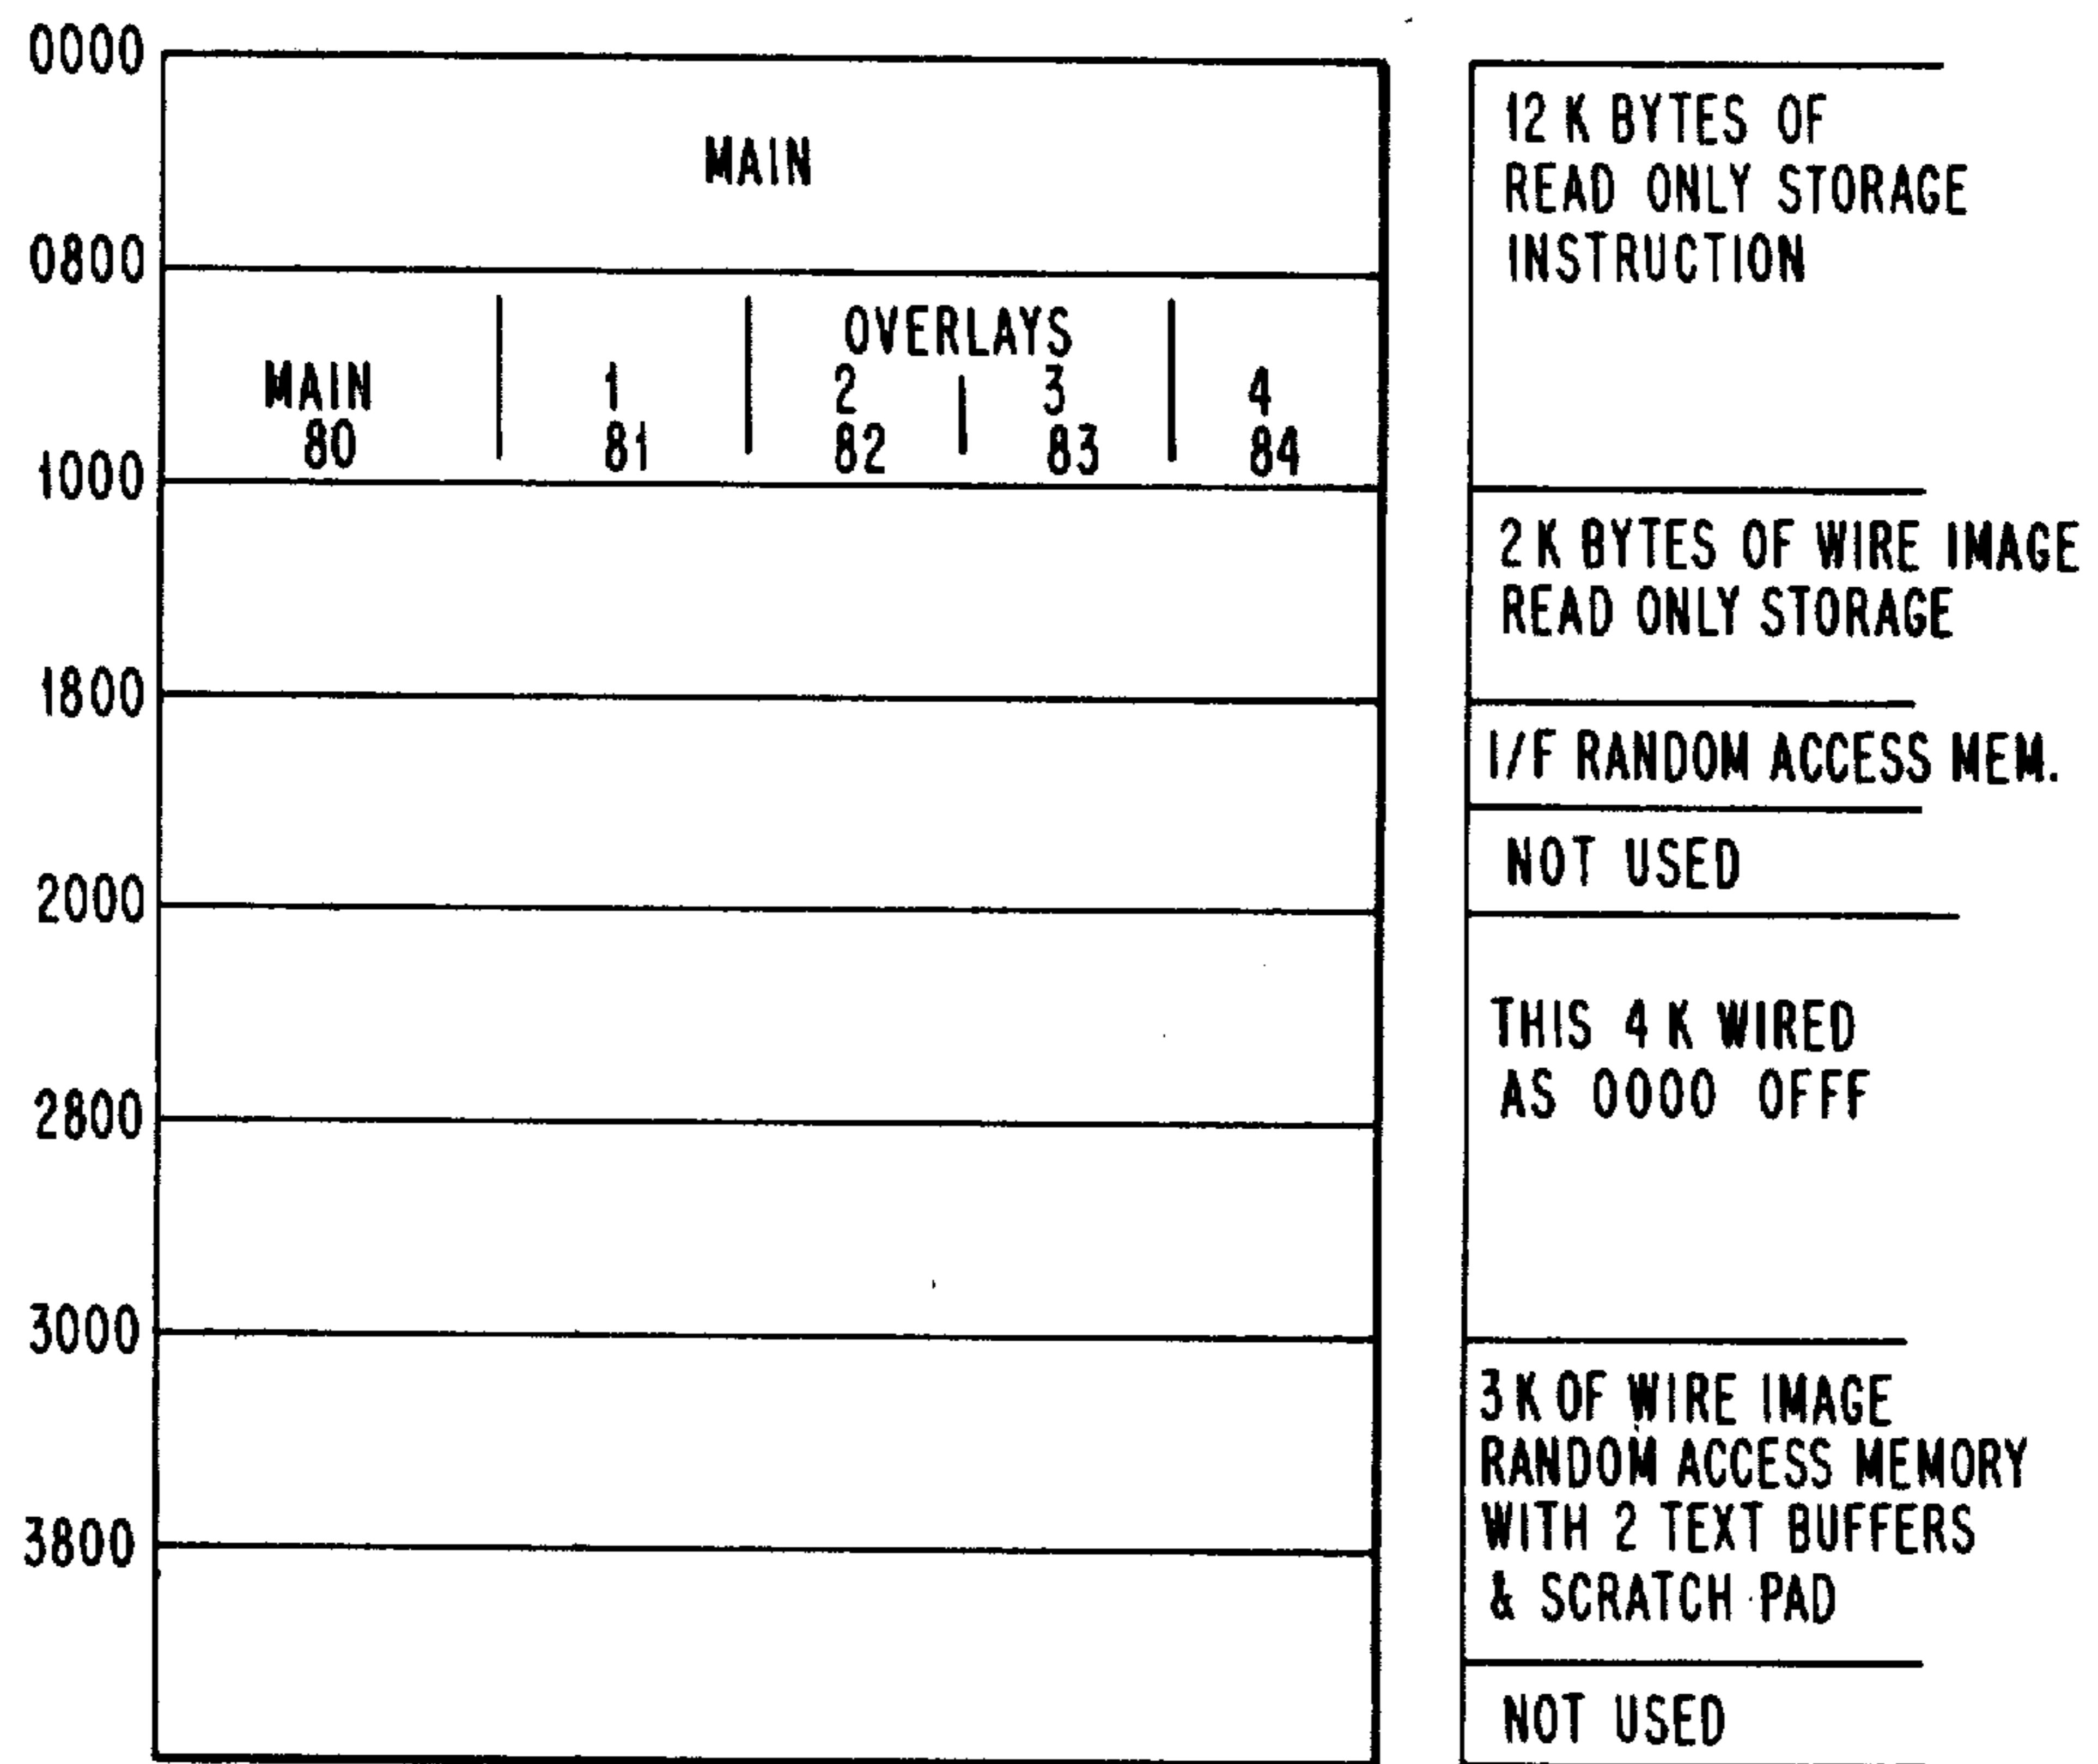 0000
MAIN
0800
OVERLAYS
MAIN 1 2 3 4
80 81 82 83 84
1000
1800
2000
2800
3000
3800
12 K BYTES OF
READ ONLY STORAGE
INSTRUCTION
2 K BYTES OF WIRE IMAGE
READ ONLY STORAGE
I/F RANDOM ACCESS MEM.
NOT USED
THIS 4 K WIRED
AS 0000 0FFF
3 K OF WIRE IMAGE
RANDOM ACCESS MEMORY
WITH 2 TEXT BUFFERS
& SCRATCH PAD
NOT USED